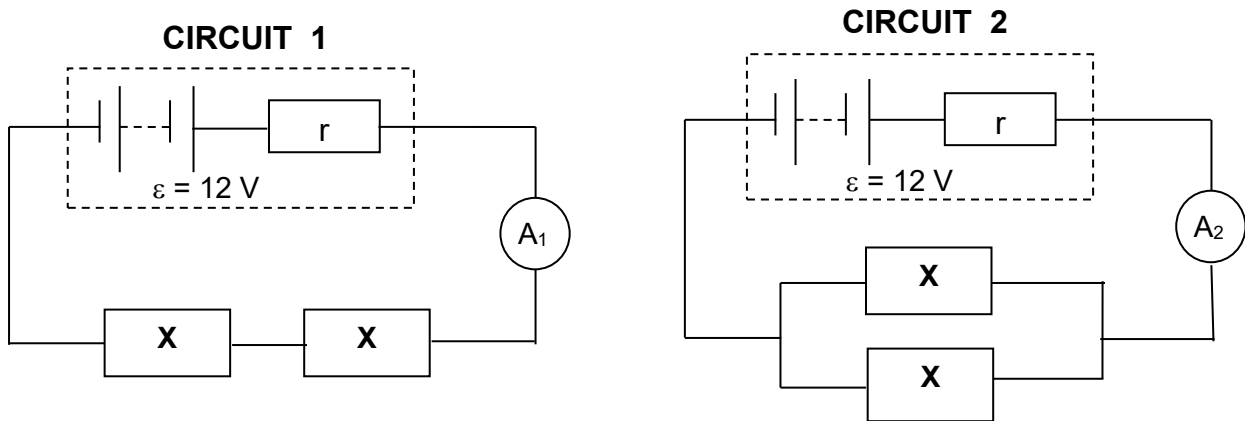 CIRCUIT 1
r
ε = 12 V
A₁
X X
CIRCUIT 2
r
ε = 12 V
A₂
X
X